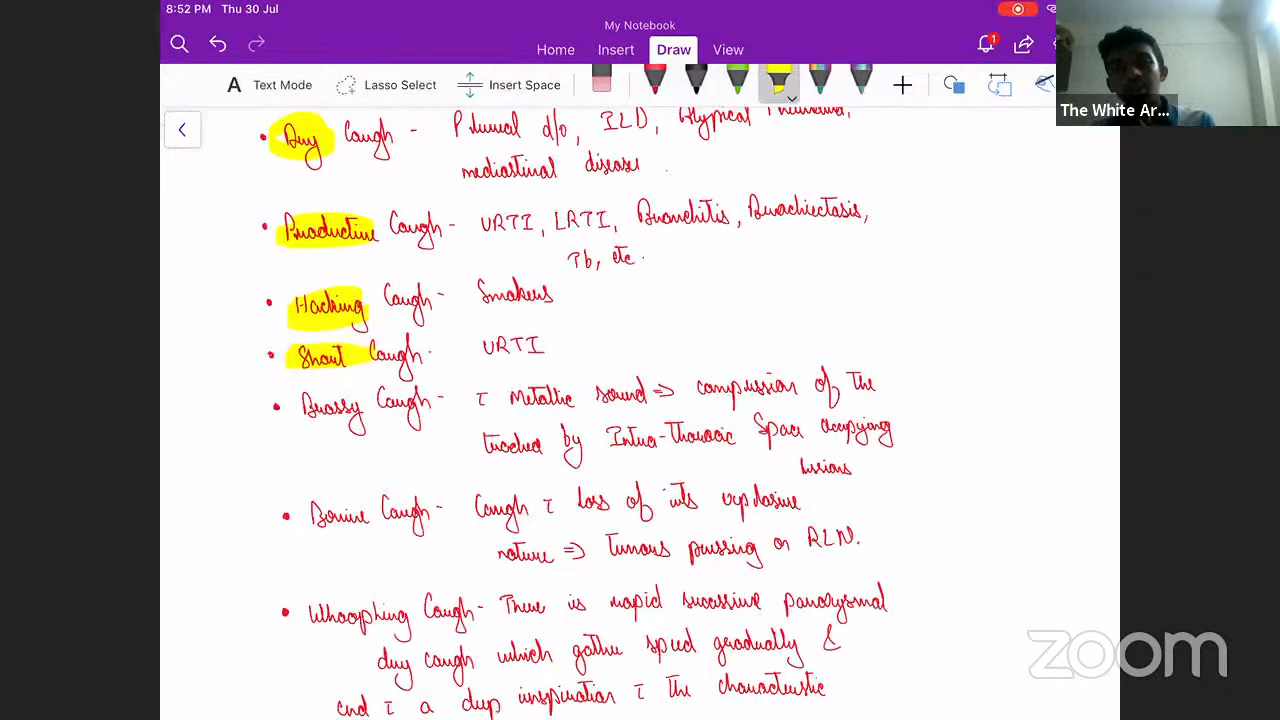 8:52 PM Thu 30 Jul
My Notebook
Home Insert Draw View
1
A Text Mode Lasso Select Insert Space
The White Ar...
• Dry Cough - Pleural d/o, ILD, Atypical
mediastinal disease
• Productive Cough - URTI, LRTI, Bronchitis, Bronchiectasis,
Tb, etc.
• Hacking Cough - Smokers
• Short Cough - URTI
• Brassy Cough - c Metallic sound => compression of the
trachea by Intra-Thoracic Space occupying
lesions
• Bovine Cough - Cough c loss of its explosive
nature => Tumors pressing on RLN.
• Whoophing Cough - There is rapid successive paroxysmal
dry cough which gathe speed gradually &
end c a deep inspiration c the characteristic
zoom